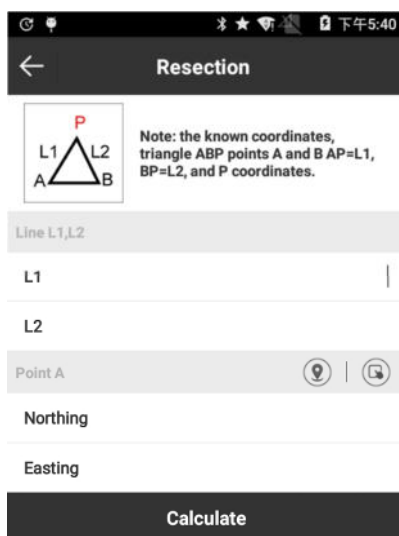 下午5:40
Resection
P
L1 L2
A B
Note: the known coordinates,
triangle ABP points A and B AP=L1,
BP=L2, and P coordinates.
Line L1,L2
L1
L2
Point A
Northing
Easting
Calculate